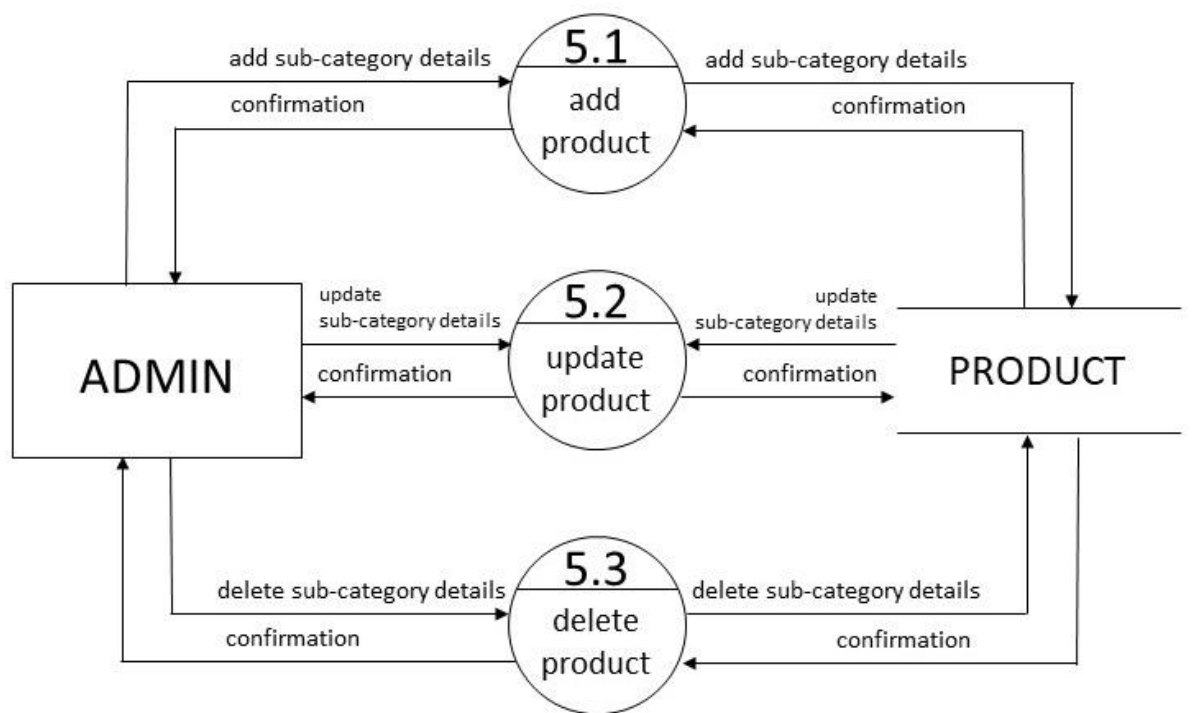 add sub-category details
5.1
add sub-category details
confirmation
add
product
confirmation
update
sub-category details
5.2
update
sub-category details
ADMIN
confirmation
update
product
confirmation
PRODUCT
delete sub-category details
5.3
delete sub-category details
confirmation
delete
product
confirmation